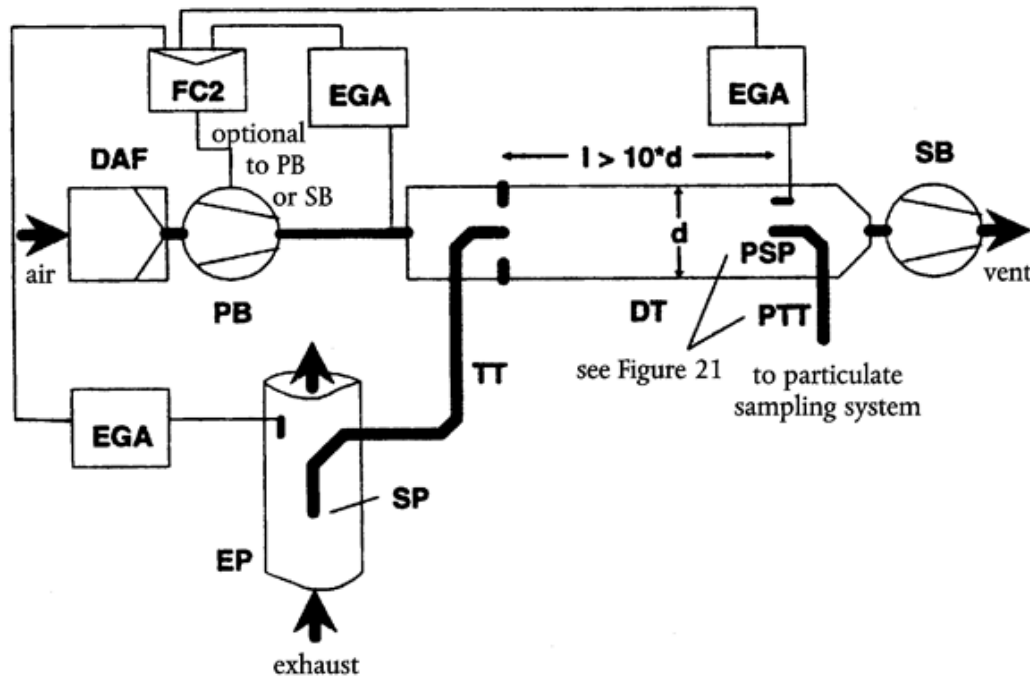 FC2
EGA
EGA
optional
to PB
or SB
DAF
l > 10*d
SB
air
d
PSP
vent
PB
DT
PTT
TT
see Figure 21
to particulate
sampling system
EGA
SP
EP
exhaust